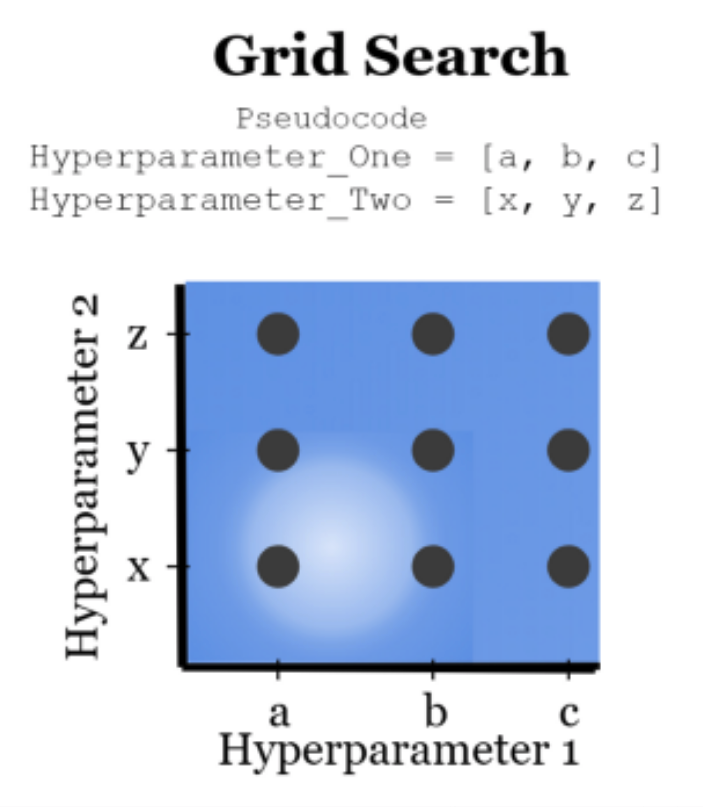 Grid Search
Pseudocode
Hyperparameter_One = [a, b, c]
Hyperparameter_Two = [x, y, z]
Hyperparameter 2
z
y
x
a b c
Hyperparameter 1